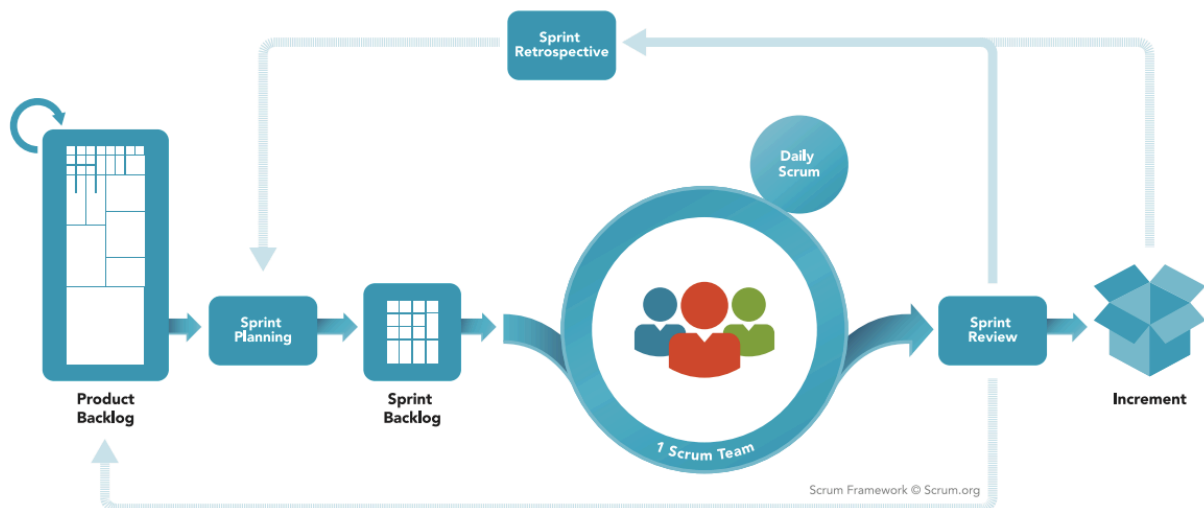 Sprint
Retrospective
Daily
Scrum
Sprint
Planning
Sprint
Review
Product
Backlog
Sprint
Backlog
Increment
1 Scrum Team
Scrum Framework © Scrum.org